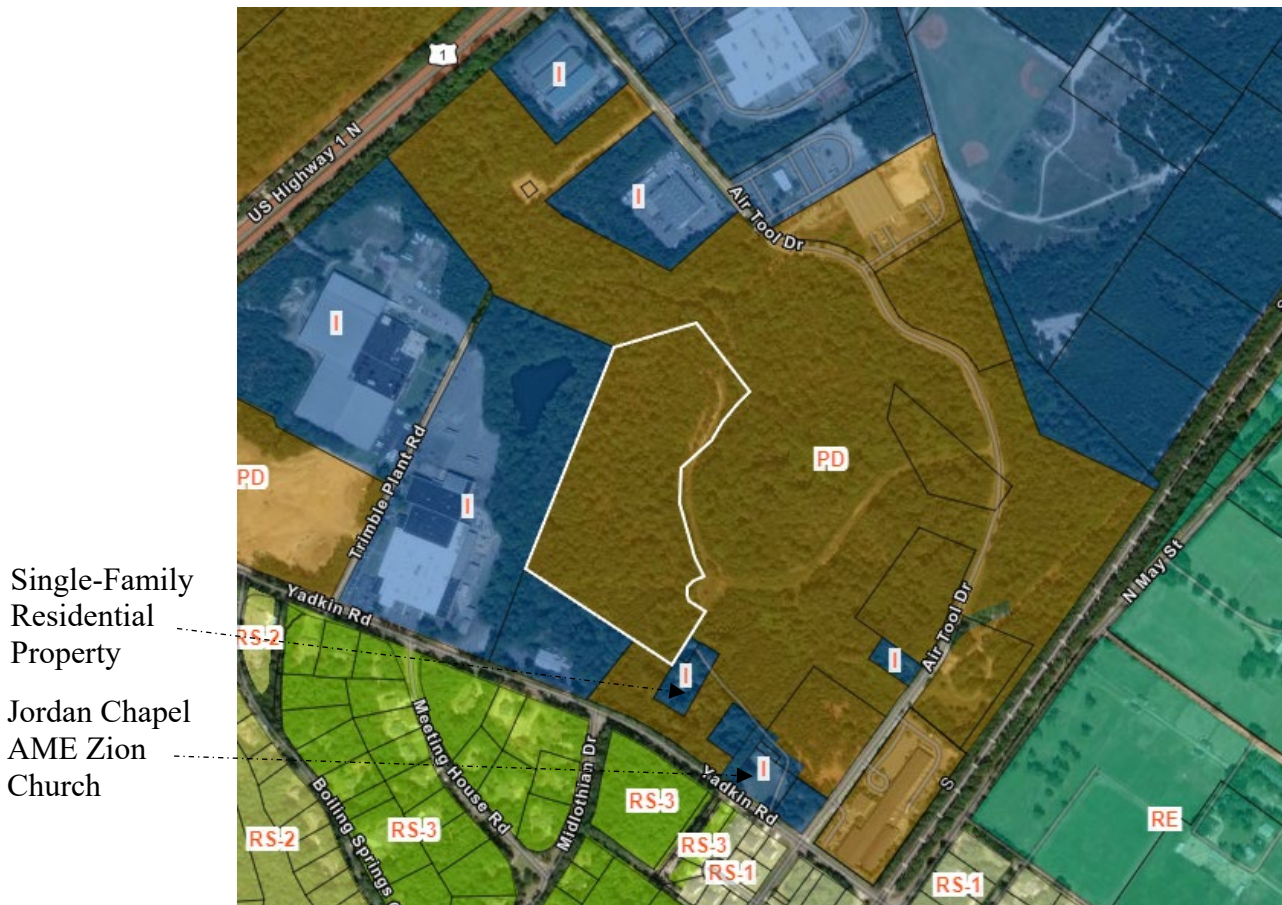 1
US Highway 1 N
I
I
Air Tool Dr
I
PD
Trimble Plant Rd
I
PD
N May St
Single-Family
Residential
Property
Yadkin Rd
RS-2
I
I
Air Tool Dr
Jordan Chapel
AME Zion
Church
Meeting House Rd
Midlothian Dr
I
Yadkin Rd
RS-3
RS-2
RS-3
Bolling Springs
RS-3
RS-1
RE
RS-1